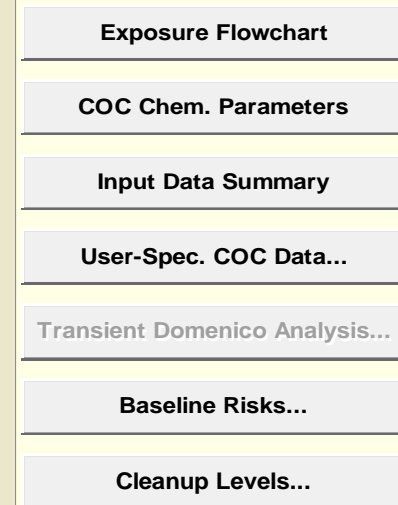 Exposure Flowchart
COC Chem. Parameters
Input Data Summary
User-Spec. COC Data...
Transient Domenico Analysis...
Baseline Risks...
Cleanup Levels...